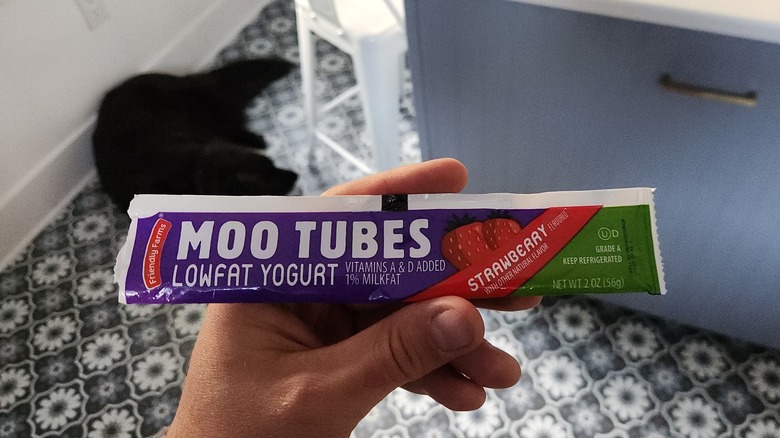 Friendly Farms®
MOO TUBES
LOWFAT YOGURT
VITAMINS A & D ADDED
1% MILKFAT
STRAWBERRY FLAVORED
WITH OTHER NATURAL FLAVOR
U D
GRADE A
KEEP REFRIGERATED
NET WT 2 OZ (56g)